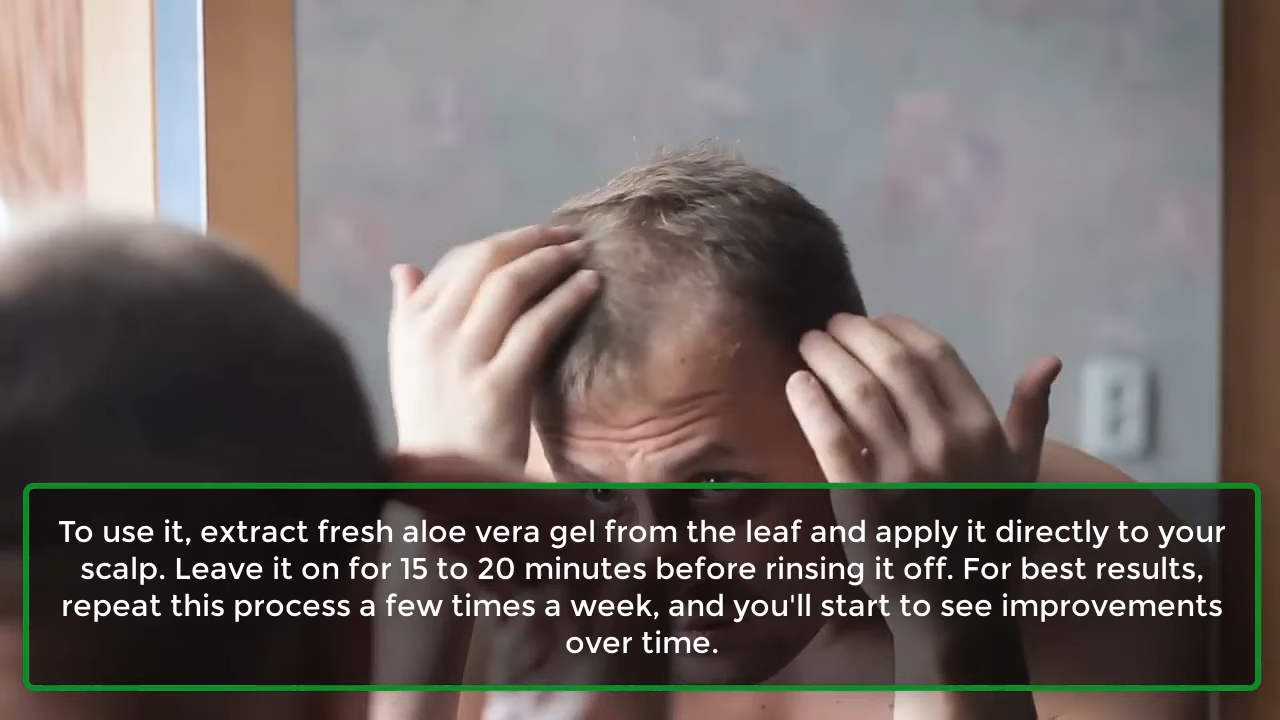 To use it, extract fresh aloe vera gel from the leaf and apply it directly to your
scalp. Leave it on for 15 to 20 minutes before rinsing it off. For best results,
repeat this process a few times a week, and you'll start to see improvements
over time.